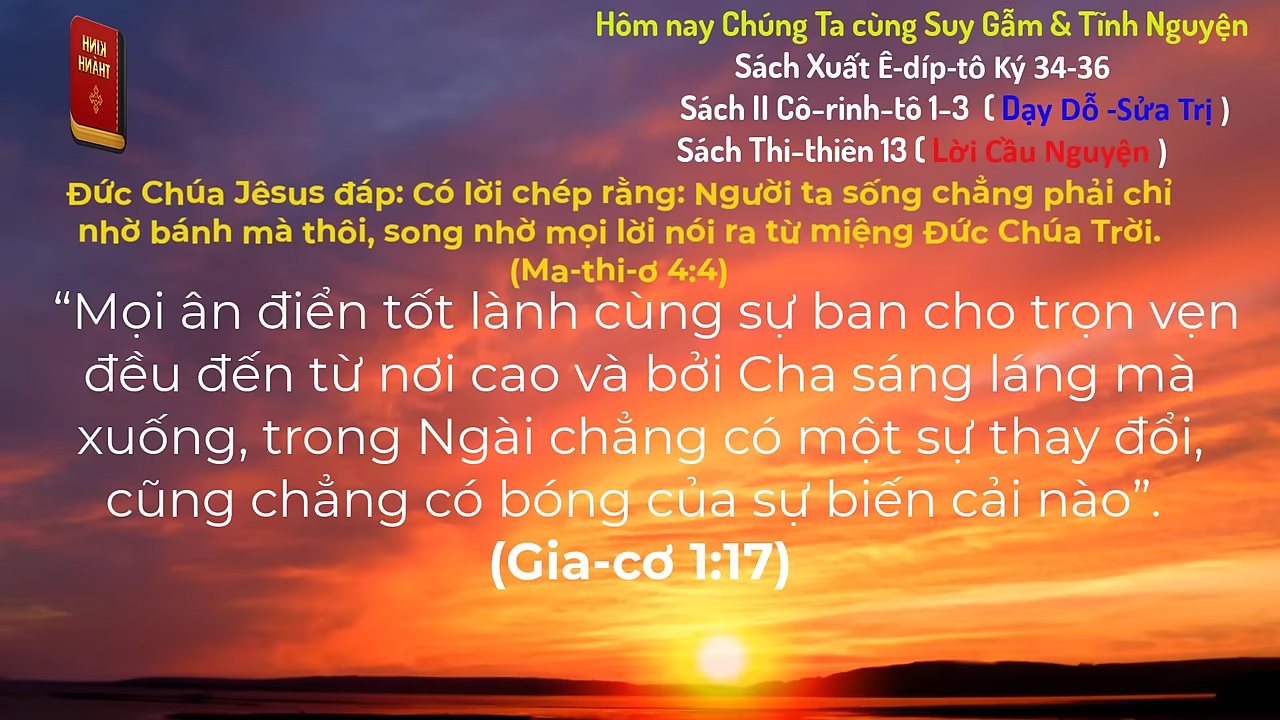 KINH
THÁNH
Hôm nay Chúng Ta cùng Suy Gẫm & Tĩnh Nguyện
Sách Xuất Ê-díp-tô Ký 34-36
Sách II Cô-rinh-tô 1-3 ( Dạy Dỗ -Sửa Trị )
Sách Thi-thiên 13 ( Lời Cầu Nguyện )
Đức Chúa Jêsus đáp: Có lời chép rằng: Người ta sống chẳng phải chỉ
nhờ bánh mà thôi, song nhờ mọi lời nói ra từ miệng Đức Chúa Trời.
(Ma-thi-ơ 4:4)
“Mọi ân điển tốt lành cùng sự ban cho trọn vẹn
đều đến từ nơi cao và bởi Cha sáng láng mà
xuống, trong Ngài chẳng có một sự thay đổi,
cũng chẳng có bóng của sự biến cải nào”.
(Gia-cơ 1:17)